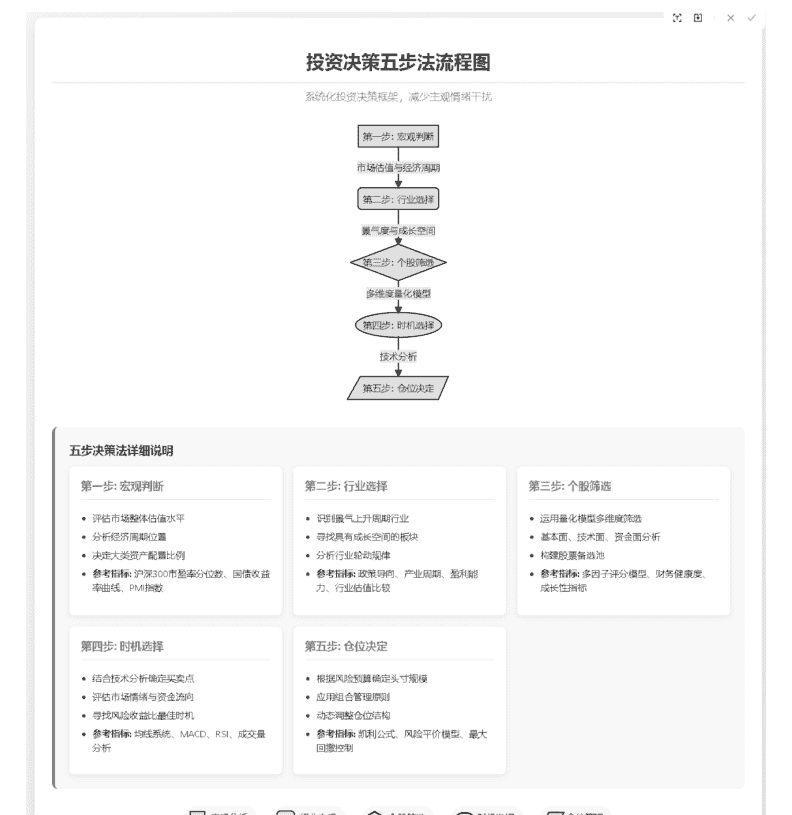 投资决策五步法流程图
系统化投资决策框架，减少主观情绪干扰
第一步: 宏观判断
市场估值与经济周期
第二步: 行业选择
景气度与成长空间
第三步: 个股筛选
多维度量化模型
第四步: 时机选择
技术分析
第五步: 仓位决定
五步决策法详细说明
第一步: 宏观判断
评估市场整体估值水平
分析经济周期位置
决定大类资产配置比例
参考指标: 沪深300市盈率分位数、国债收益
率曲线、PMI指数
第二步: 行业选择
识别景气上升周期行业
寻找具有成长空间的板块
分析行业轮动规律
参考指标: 政策导向、产业周期、盈利能
力、行业估值比较
第三步: 个股筛选
运用量化模型多维度筛选
基本面、技术面、资金面分析
构建股票备选池
参考指标: 多因子评分模型、财务健康度、
成长性指标
第四步: 时机选择
结合技术分析确定买卖点
评估市场情绪与资金流向
寻找风险收益比最佳时机
参考指标: 均线系统、MACD、RSI、成交量
分析
第五步: 仓位决定
根据风险预算确定头寸规模
应用组合管理原则
动态调整仓位结构
参考指标: 凯利公式、风险平价模型、最大
回撤控制